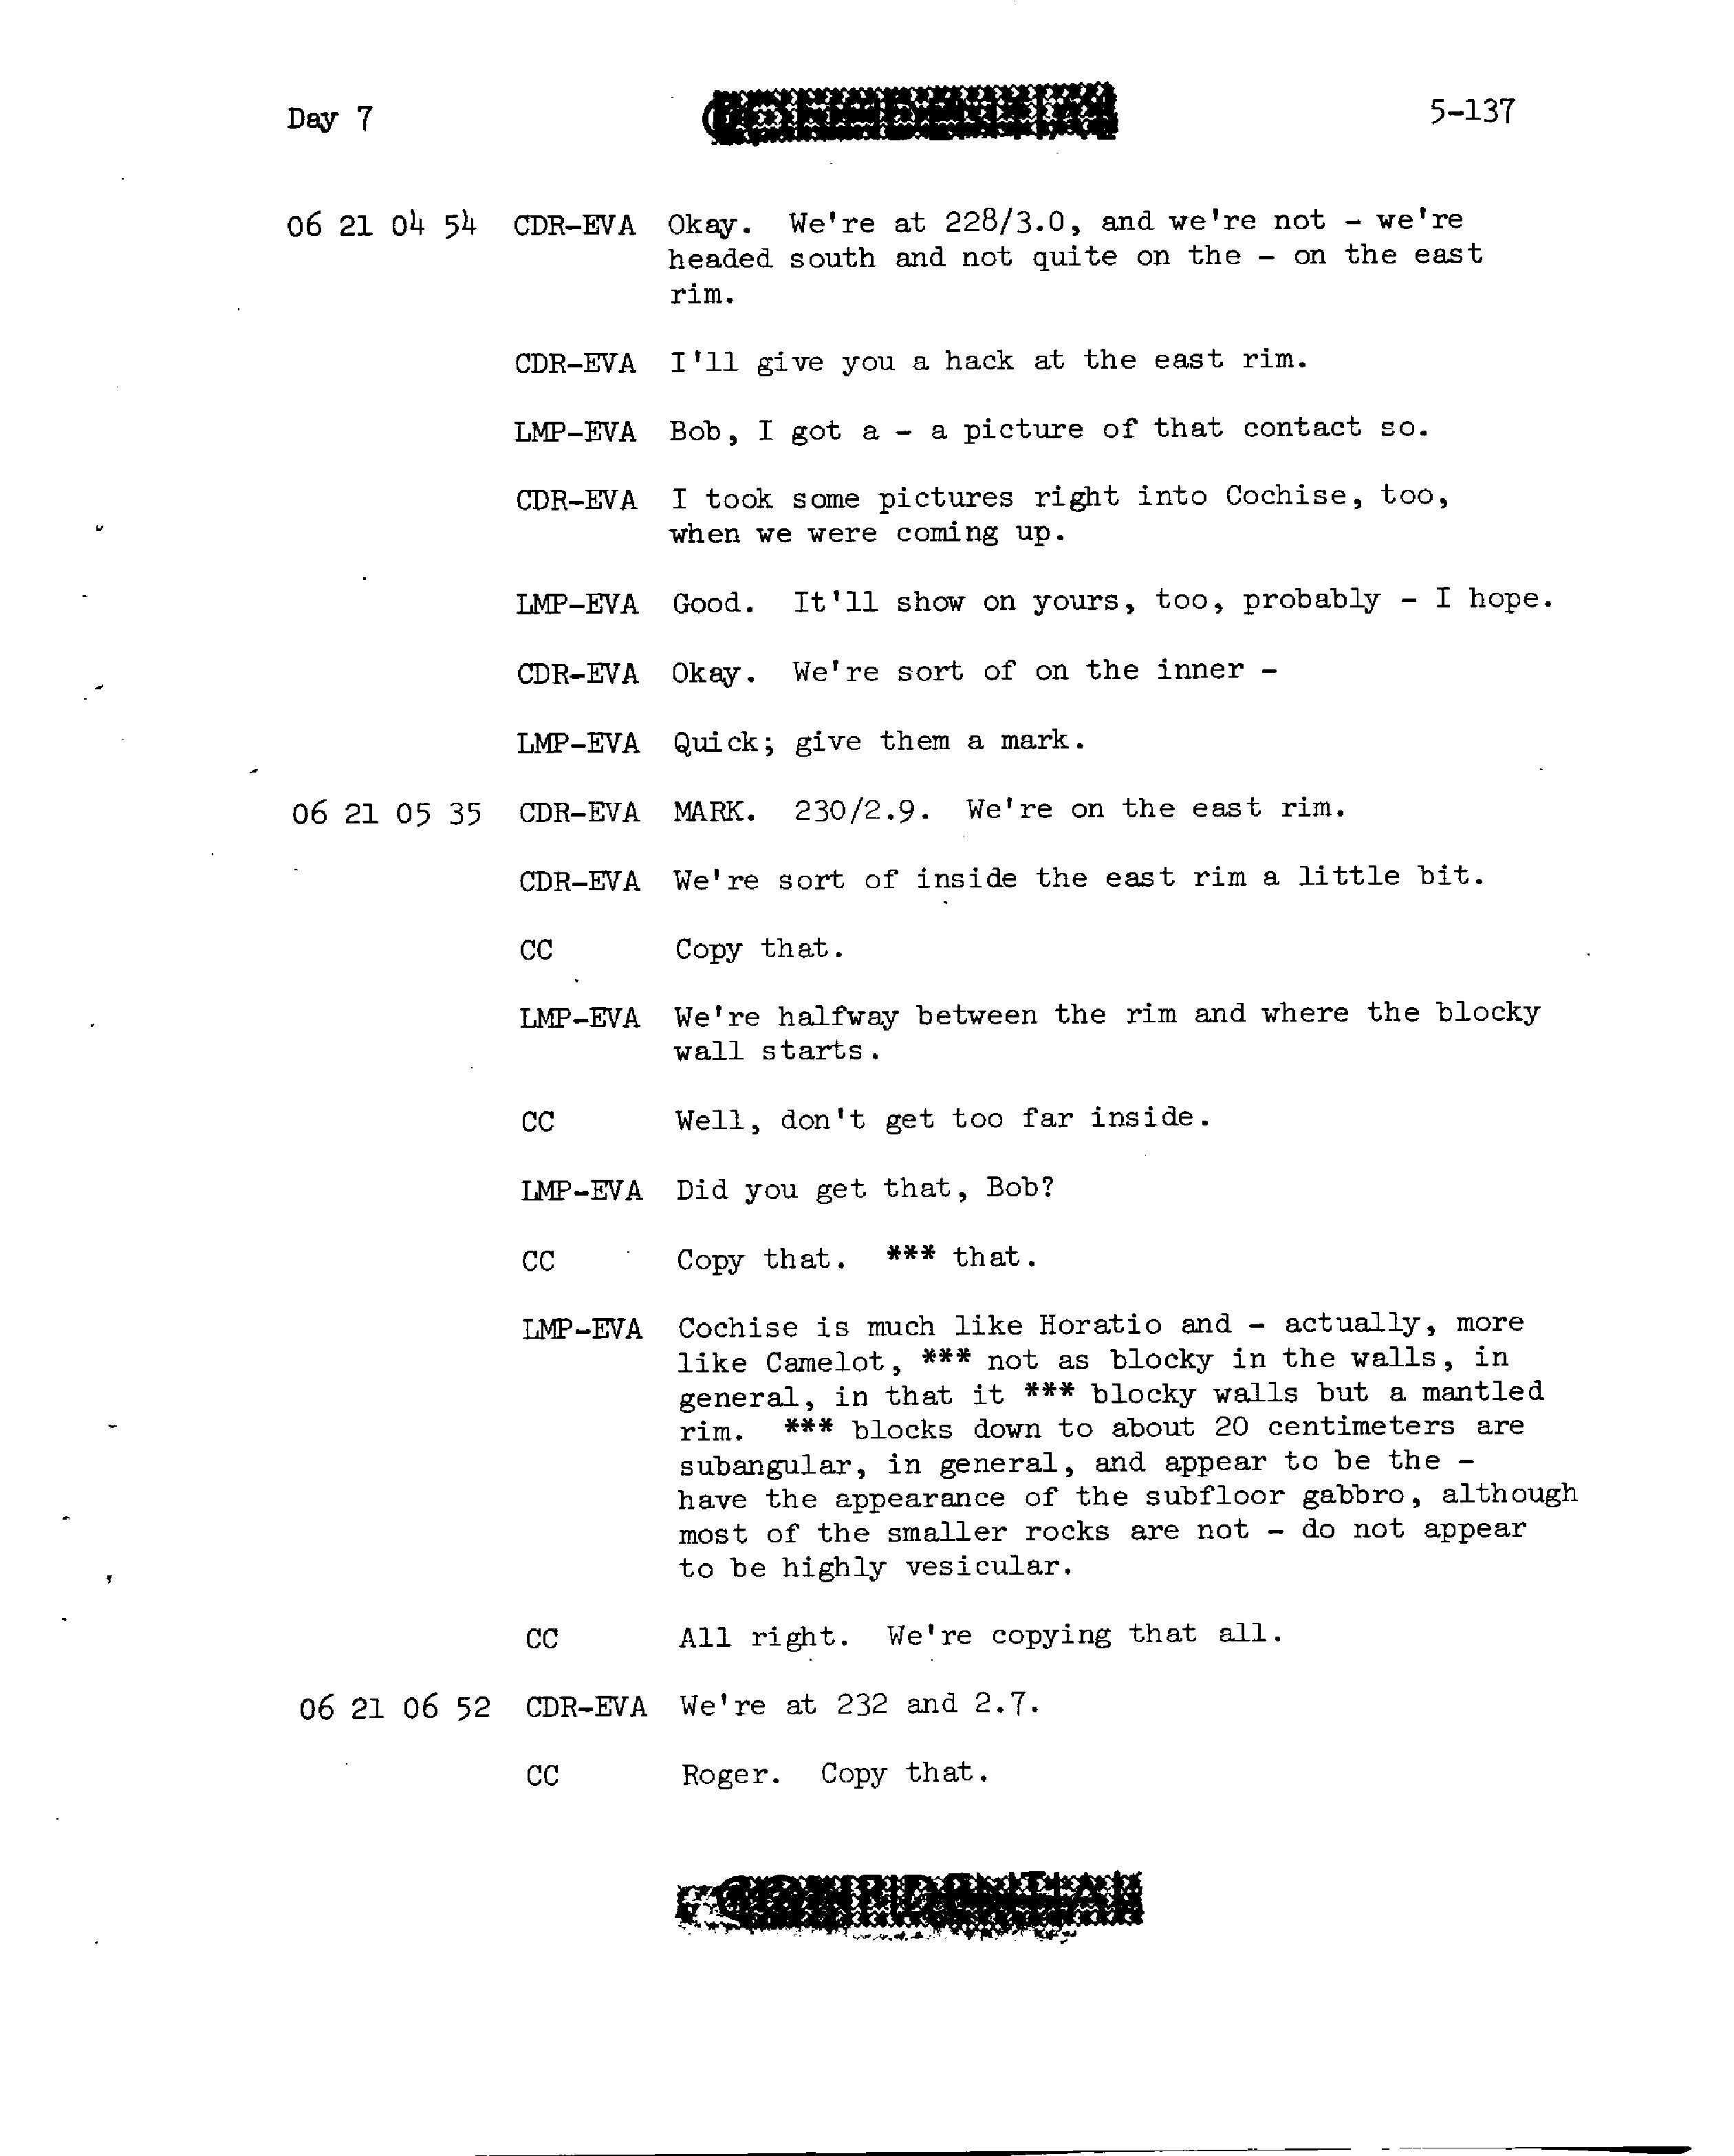 Day 7
5-137
06 21 04 54 CDR-EVA Okay. We're at 228/3.0, and we're not - we're
headed south and not quite on the - on the east
rim.
CDR-EVA I'll give you a hack at the east rim.
LMP-EVA Bob, I got a - a picture of that contact so.
CDR-EVA I took some pictures right into Cochise, too,
when we were coming up.
LMP-EVA Good. It'll show on yours, too, probably - I hope.
CDR-EVA Okay. We're sort of on the inner -
LMP-EVA Quick; give them a mark.
06 21 05 35 CDR-EVA MARK. 230/2.9. We're on the east rim.
CDR-EVA We're sort of inside the east rim a little bit.
CC Copy that.
LMP-EVA We're halfway between the rim and where the blocky
wall starts.
CC Well, don't get too far inside.
LMP-EVA Did you get that, Bob?
CC Copy that. *** that.
LMP-EVA Cochise is much like Horatio and - actually, more
like Camelot, *** not as blocky in the walls, in
general, in that it *** blocky walls but a mantled
rim. *** blocks down to about 20 centimeters are
subangular, in general, and appear to be the -
have the appearance of the subfloor gabbro, although
most of the smaller rocks are not - do not appear
to be highly vesicular.
CC All right. We're copying that all.
06 21 06 52 CDR-EVA We're at 232 and 2.7.
CC Roger. Copy that.
CONFIDENTIAL